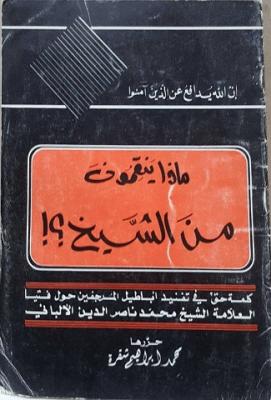 إن الله يدافع عن الذين آمنوا
ماذا ينقمون
من الشيخ؟!
كلمة حق في تفنيد أباطيل المرجفين حول فتيا
العلامة الشيخ محمد ناصر الدين الألباني
حررها
محمد ابراهيم شقرة